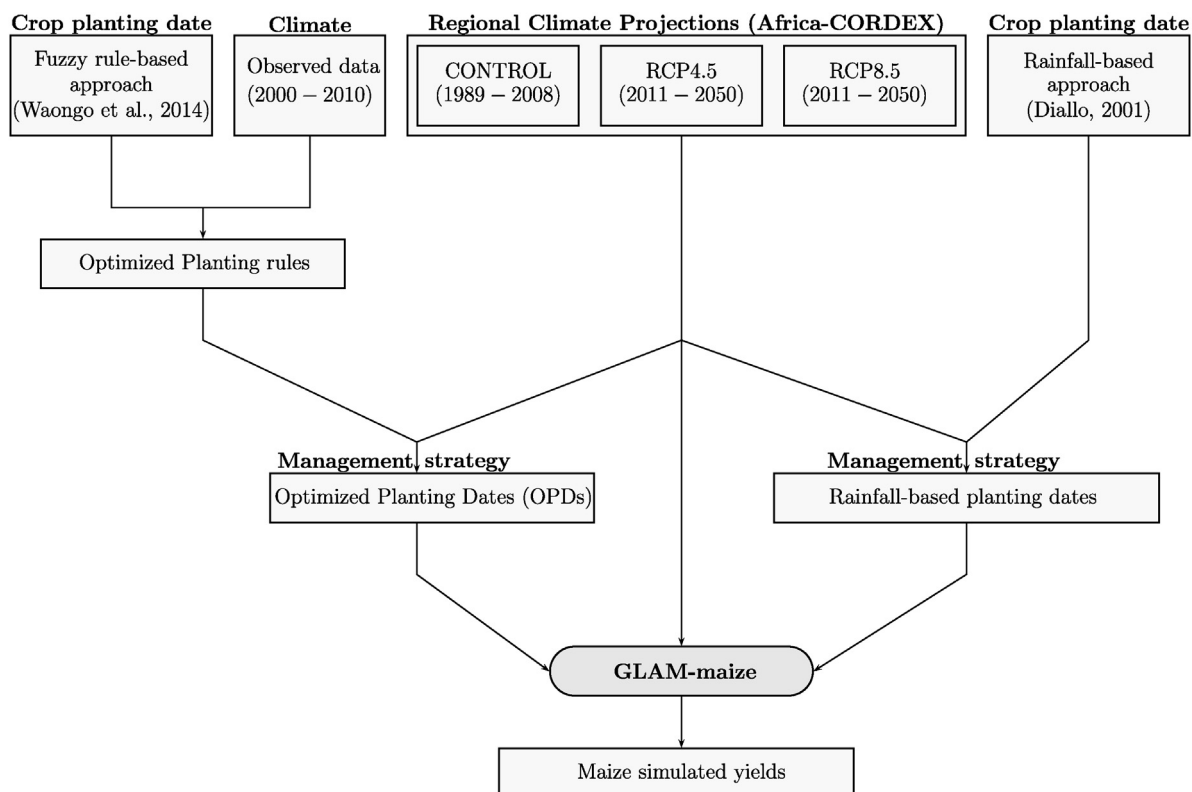 Crop planting date
Fuzzy rule-based
approach
(Waongo et al., 2014)
Climate
Observed data
(2000 − 2010)
Regional Climate Projections (Africa-CORDEX)
CONTROL
(1989 − 2008)
RCP4.5
(2011 − 2050)
RCP8.5
(2011 − 2050)
Crop planting date
Rainfall-based
approach
(Diallo, 2001)
Optimized Planting rules
Management strategy
Optimized Planting Dates (OPDs)
Management strategy
Rainfall-based planting dates
GLAM-maize
Maize simulated yields